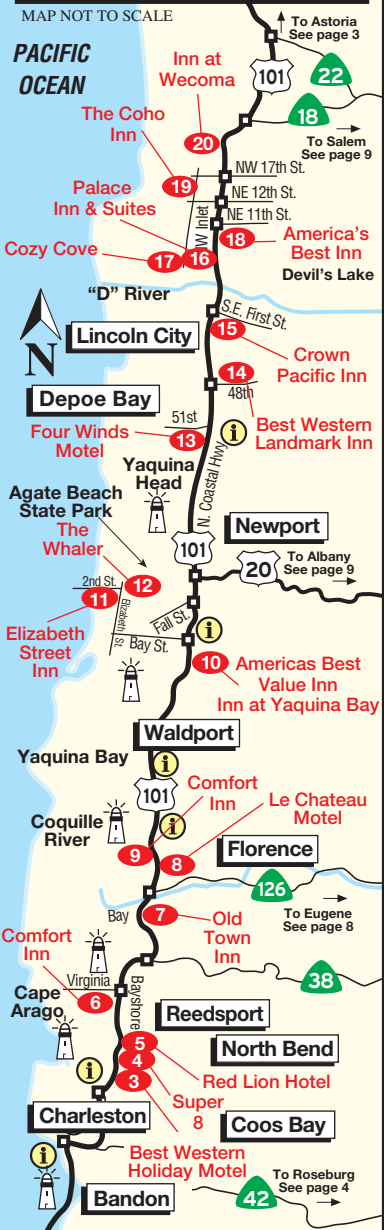 MAP NOT TO SCALE
To Astoria
See page 3
PACIFIC
OCEAN
Inn at
Wecoma
101
22
18
The Coho
Inn
20
To Salem
See page 9
NW 17th St.
19
NE 12th St.
Palace
Inn & Suites
NE 11th St.
W Inlet
18
America's
Best Inn
Cozy Cove
17
16
Devil's Lake
"D" River
S.E. First St.
15
N
Lincoln City
Crown
Pacific Inn
14
48th
Depoe Bay
51st
i
Best Western
Landmark Inn
Four Winds
Motel
13
N. Coastal Hwy
Yaquina
Head
Agate Beach
State Park
Newport
The
Whaler
101
20
To Albany
See page 9
12
2nd St.
11
Elizabeth St.
Fall St.
i
Bay St.
Elizabeth
Street
Inn
10
Americas Best
Value Inn
Inn at Yaquina Bay
Waldport
Yaquina Bay
i
101
Comfort
Inn
Le Chateau
Motel
Coquille
River
i
9
8
Florence
126
Bay
7
Old
Town
Inn
To Eugene
See page 8
Comfort
Inn
38
Virginia
6
Bayshore
Cape
Arago
Reedsport
5
North Bend
4
i
3
Red Lion Hotel
Super
8
Charleston
Coos Bay
i
Best Western
Holiday Motel
Bandon
42
To Roseburg
See page 4